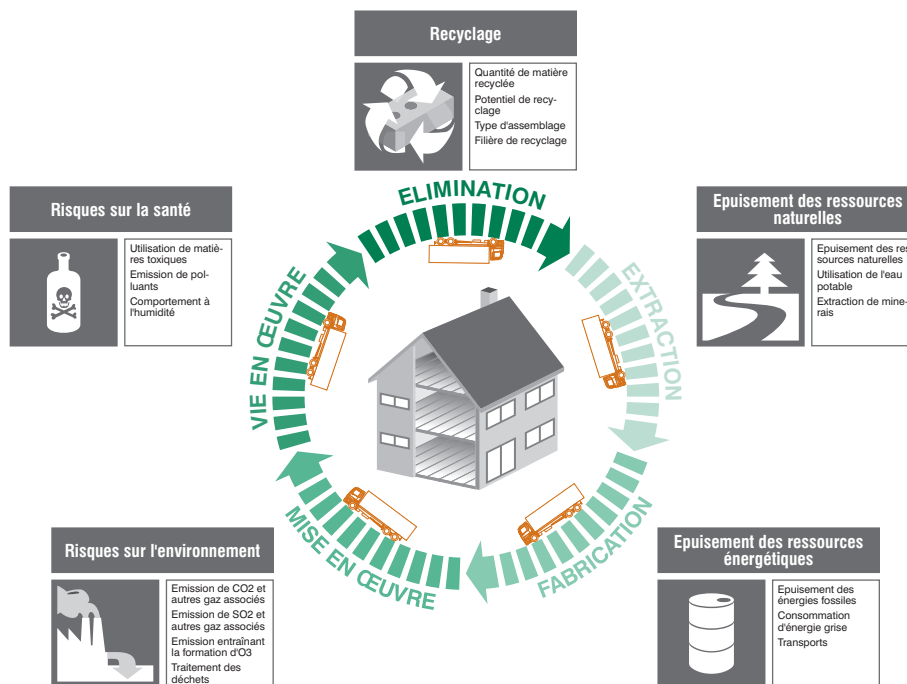 Recyclage
Quantité de matière
recyclée
Potentiel de recy-
clage
Type d'assemblage
Filière de recyclage
ELIMINATION
Risques sur la santé
Utilisation de matiè-
res toxiques
Emission de pol-
luants
Comportement à
l'humidité
Epuisement des ressources
naturelles
Epuisement des res-
sources naturelles
Utilisation de l'eau
potable
Extraction de mine-
rais
EXTRACTION
VIE EN ŒUVRE
MISE EN ŒUVRE
FABRICATION
Risques sur l'environnement
Emission de CO2 et
autres gaz associés
Emission de SO2 et
autres gaz associés
Emission entraînant
la formation d'O3
Traitement des
déchets
Epuisement des ressources
énergétiques
Epuisement des
énergies fossiles
Consommation
d'énergie grise
Transports